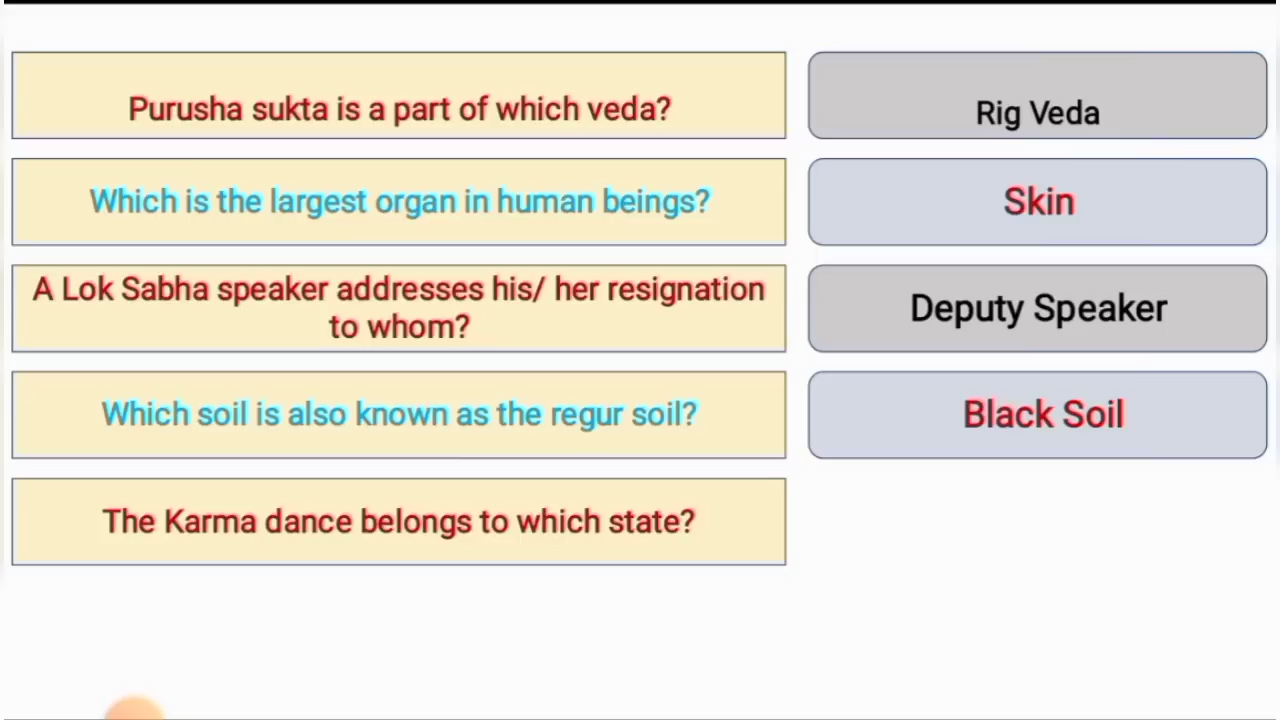 Purusha sukta is a part of which veda?
Rig Veda
Which is the largest organ in human beings?
Skin
A Lok Sabha speaker addresses his/ her resignation
to whom?
Deputy Speaker
Which soil is also known as the regur soil?
Black Soil
The Karma dance belongs to which state?